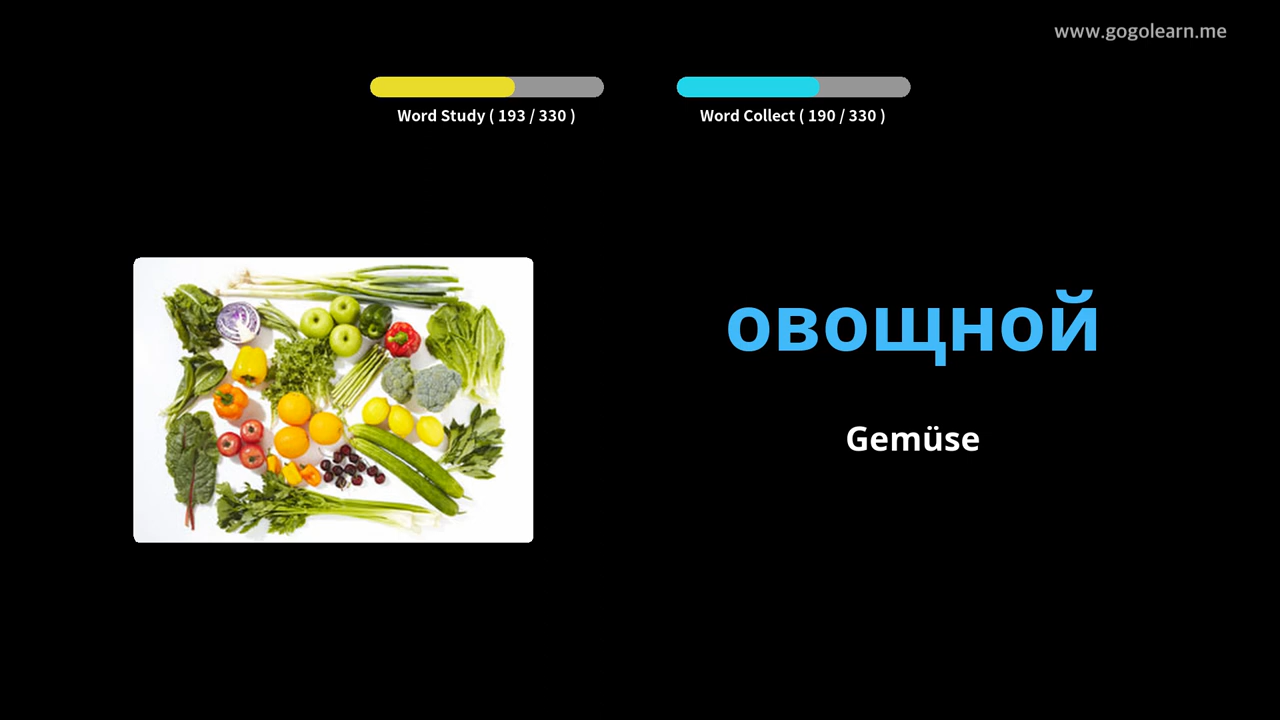 www.gogolearn.me
Word Study ( 193 / 330 )
Word Collect ( 190 / 330 )
овощной
Gemüse